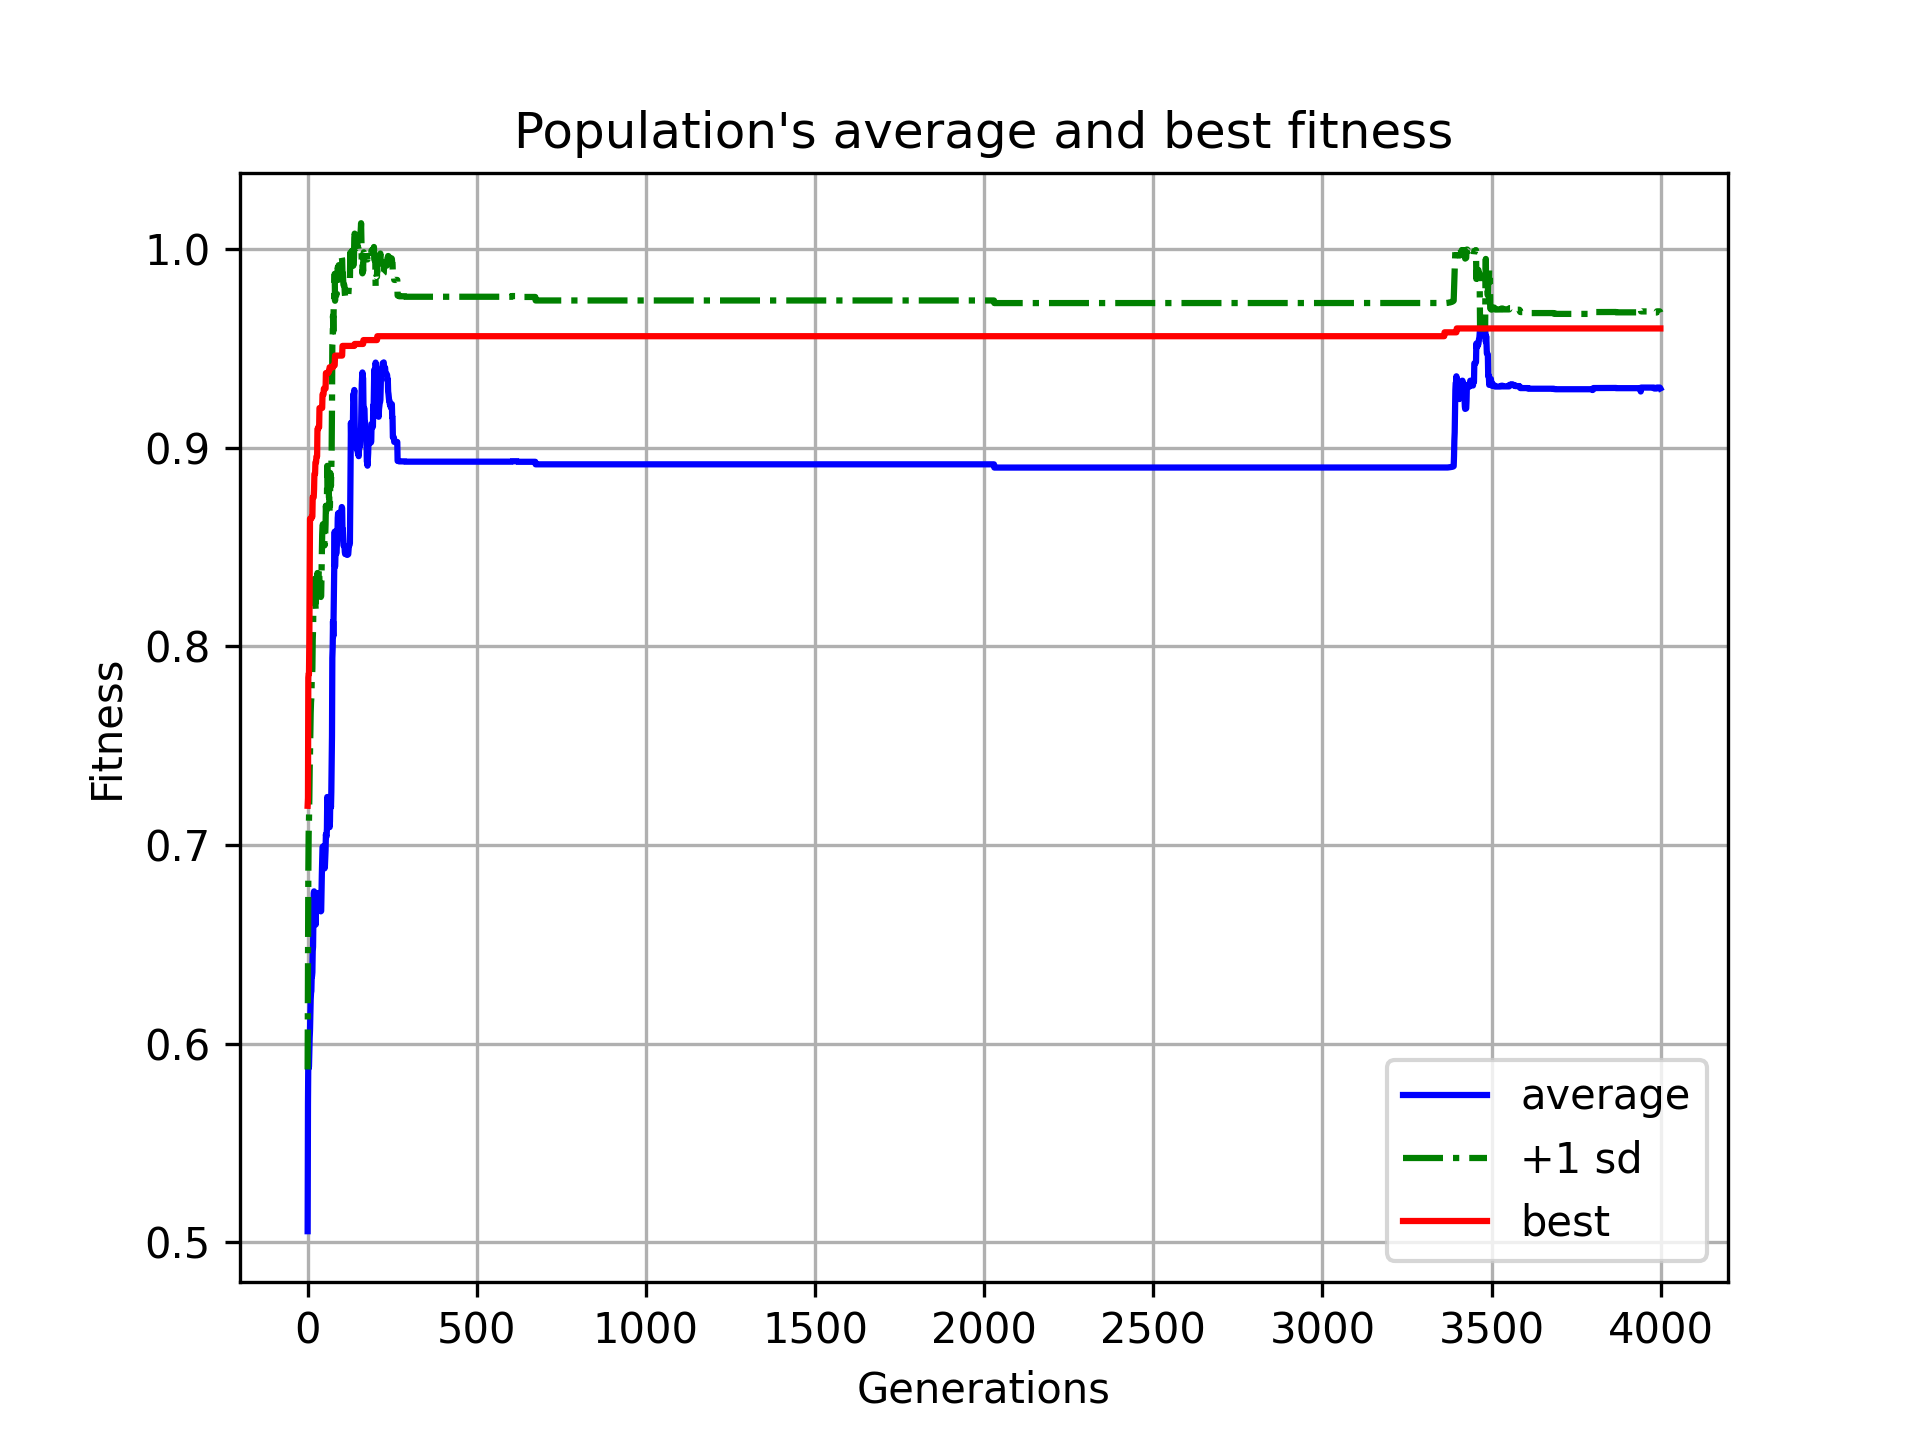 Population's average and best fitness
1.0
0.9
0.8
0.7
0.6
0.5
Fitness
0 500 1000 1500 2000 2500 3000 3500 4000
Generations
average
+1 sd
best